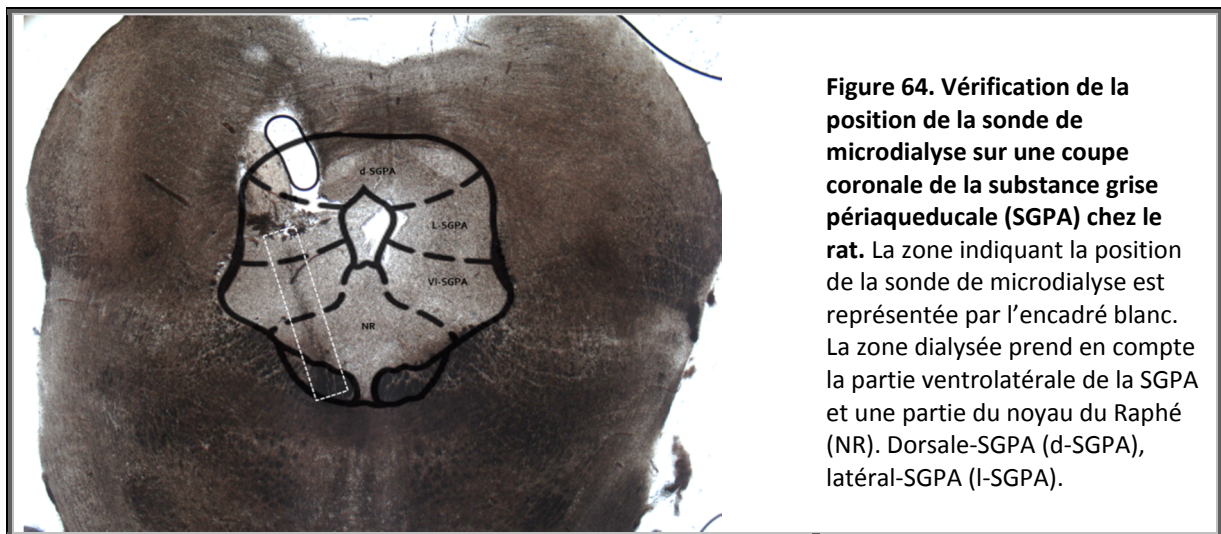 d-SGPA
L-SGPA
Vl-SGPA
NR
Figure 64. Vérification de la
position de la sonde de
microdialyse sur une coupe
coronale de la substance grise
périaqueducale (SGPA) chez le
rat. La zone indiquant la position
de la sonde de microdialyse est
représentée par l’encadré blanc.
La zone dialysée prend en compte
la partie ventrolatérale de la SGPA
et une partie du noyau du Raphé
(NR). Dorsale-SGPA (d-SGPA),
latéral-SGPA (l-SGPA).